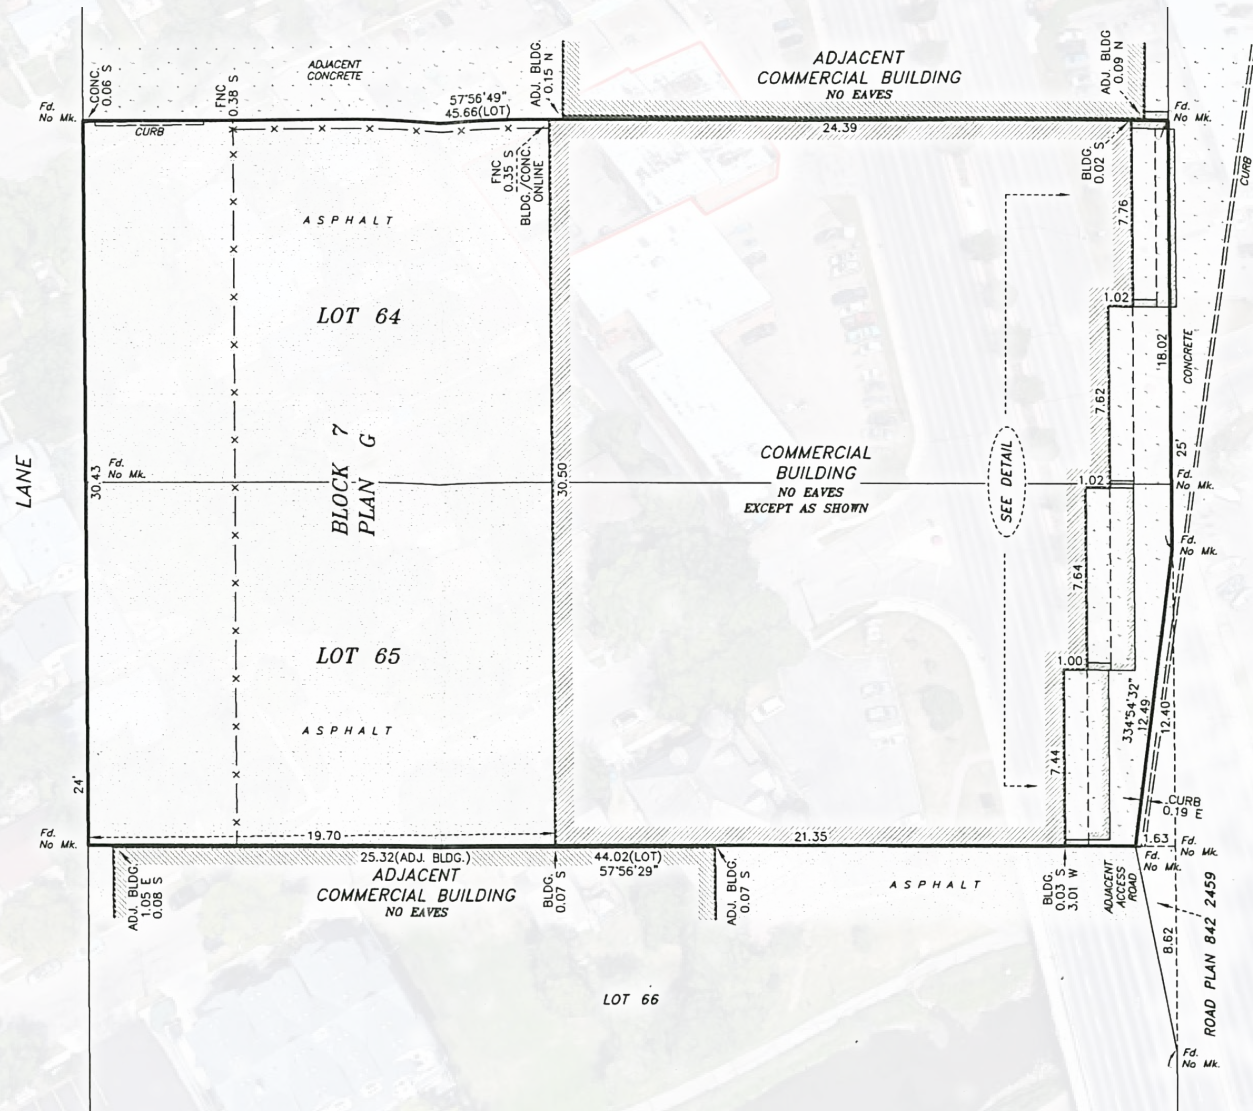 CONC.
0.06 S
FNC
0.38 S
ADJACENT
CONCRETE
57°56'49"
45.66(LOT)
ADJ. BLDG.
0.15 N
ADJACENT
COMMERCIAL BUILDING
NO EAVES
ADJ. BLDG
0.09 N
Fd.
No Mk.
CURB
Fd.
No Mk.
24.39
FNC
0.35 S
BLDG./CONC.
ONLINE
BLDG.
0.02 S
CURB
ASPHALT
7.76
LOT 64
1.02
18.02
CONCRETE
7.62
LANE
30.43
Fd.
No Mk.
BLOCK 7
PLAN G
30.50
COMMERCIAL
BUILDING
NO EAVES
EXCEPT AS SHOWN
SEE DETAIL
1.02
25'
Fd.
No Mk.
Fd.
No Mk.
7.64
LOT 65
1.00
334°54'32"
12.49
12.40
ASPHALT
24'
7.44
CURB
0.19 E
Fd.
No Mk.
19.70
21.35
1.63
Fd.
No Mk.
Fd.
No Mk.
25.32(ADJ. BLDG.)
44.02(LOT)
57°56'29"
ADJ. BLDG.
1.05 E
0.08 S
ADJACENT
COMMERCIAL BUILDING
NO EAVES
BLDG.
0.07 S
ADJ. BLDG.
0.07 S
ASPHALT
BLDG.
0.03 S
3.01 W
ADJACENT
ACCESS
ROAD
8.62
ROAD PLAN 842 2459
LOT 66
Fd.
No Mk.